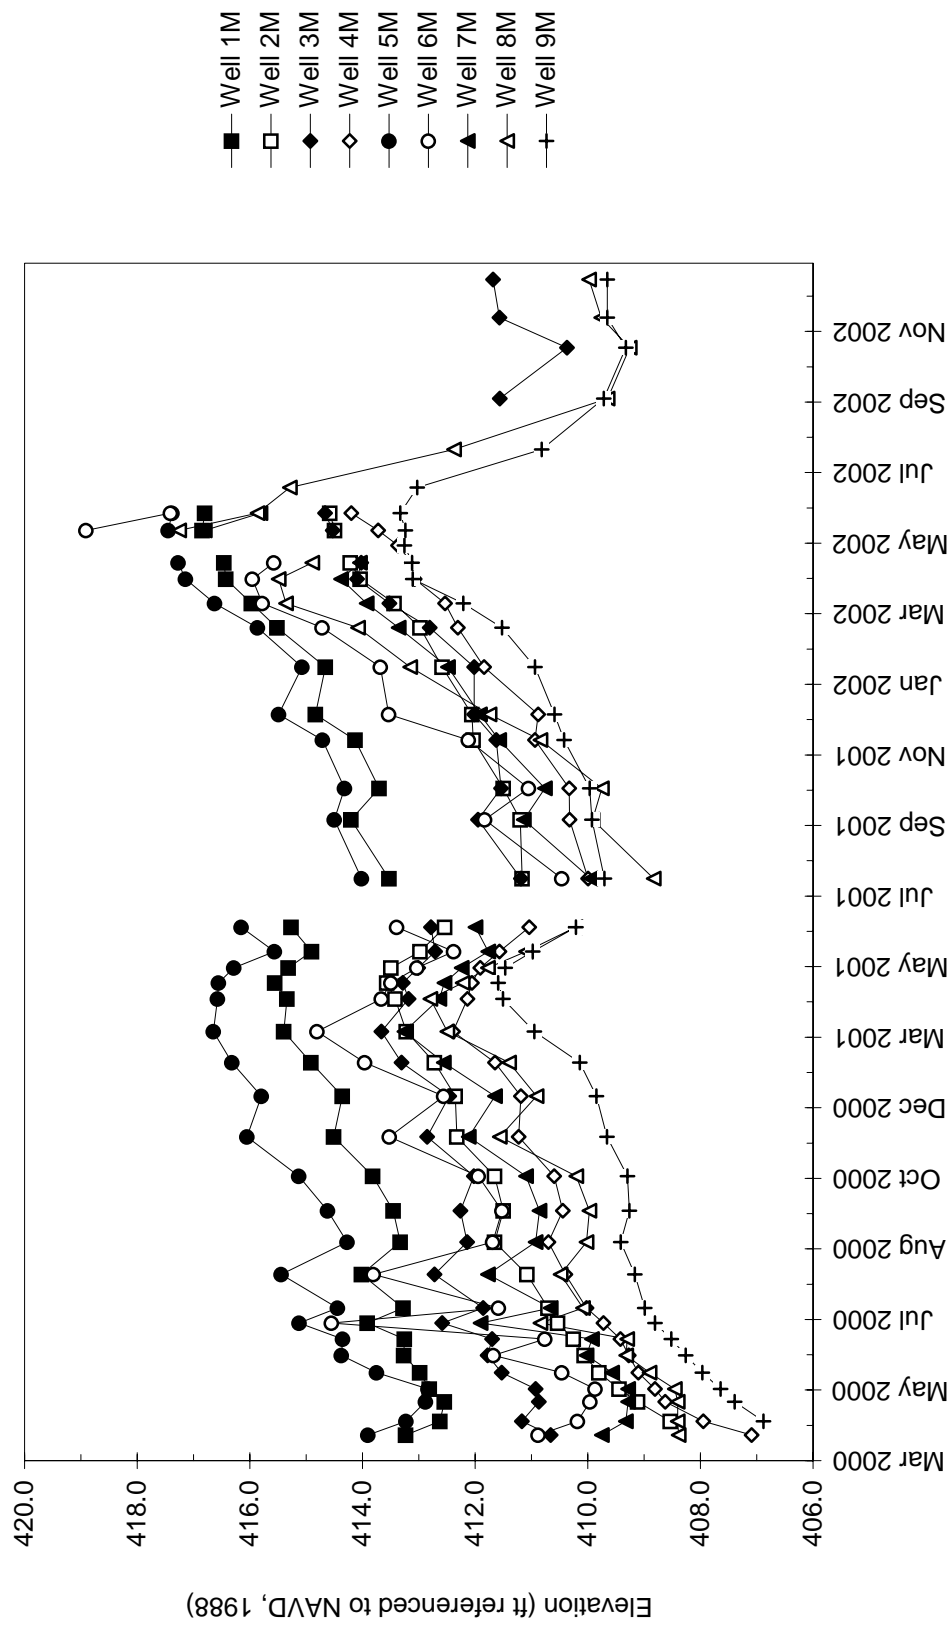 Elevation (ft referenced to NAVD, 1988)
420.0
418.0
416.0
414.0
412.0
410.0
408.0
406.0
Mar 2000
May 2000
Jul 2000
Aug 2000
Oct 2000
Dec 2000
Mar 2001
May 2001
Jul 2001
Sep 2001
Nov 2001
Jan 2002
Mar 2002
May 2002
Jul 2002
Sep 2002
Nov 2002
Well 1M
Well 2M
Well 3M
Well 4M
Well 5M
Well 6M
Well 7M
Well 8M
Well 9M